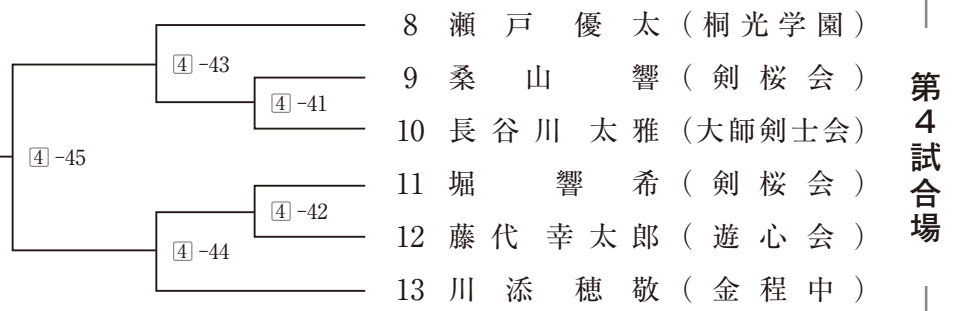 8 瀬戸 優太 (桐光学園)
4-43
9 桑山 響 (剣桜会)
4-41
10 長谷川 太雅 (大師剣士会)
4-45
11 堀 響希 (剣桜会)
4-42
12 藤代 幸太郎 (遊心会)
4-44
13 川添 穂敬 (金程中)
第4試合場